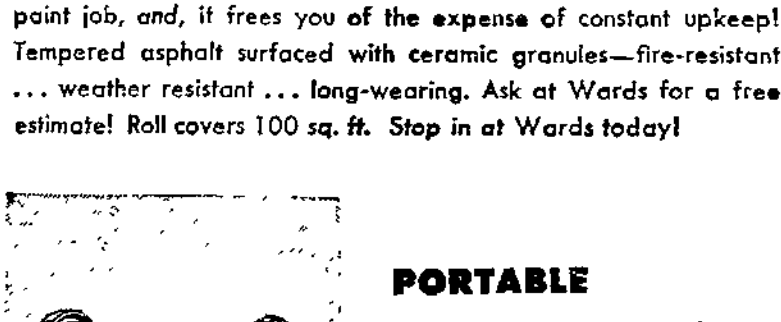 paint job, and, it frees you of the expense of constant upkeep!
Tempered asphalt surfaced with ceramic granules—fire-resistant
... weather resistant ... long-wearing. Ask at Wards for a free
estimate! Roll covers 100 sq. ft. Stop in at Wards today!
PORTABLE